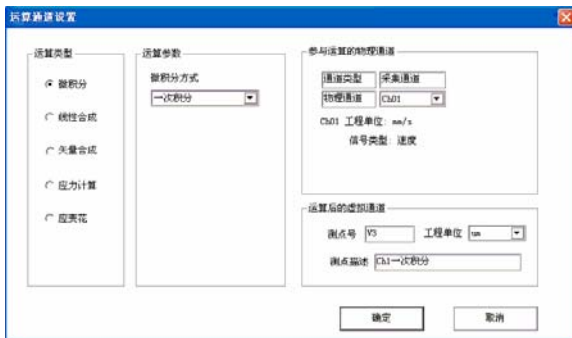 运算通道设置
运算类型
微积分
线性合成
矢量合成
应力计算
应变花
运算参数
微积分方式
一次积分
参与运算的物理通道
通道类型 采集通道
物理通道 Ch01
Ch01 工程单位: mm/s
信号类型: 速度
运算后的虚拟通道
测点号 V3 工程单位 um
测点描述 Ch1一次积分
确定 取消